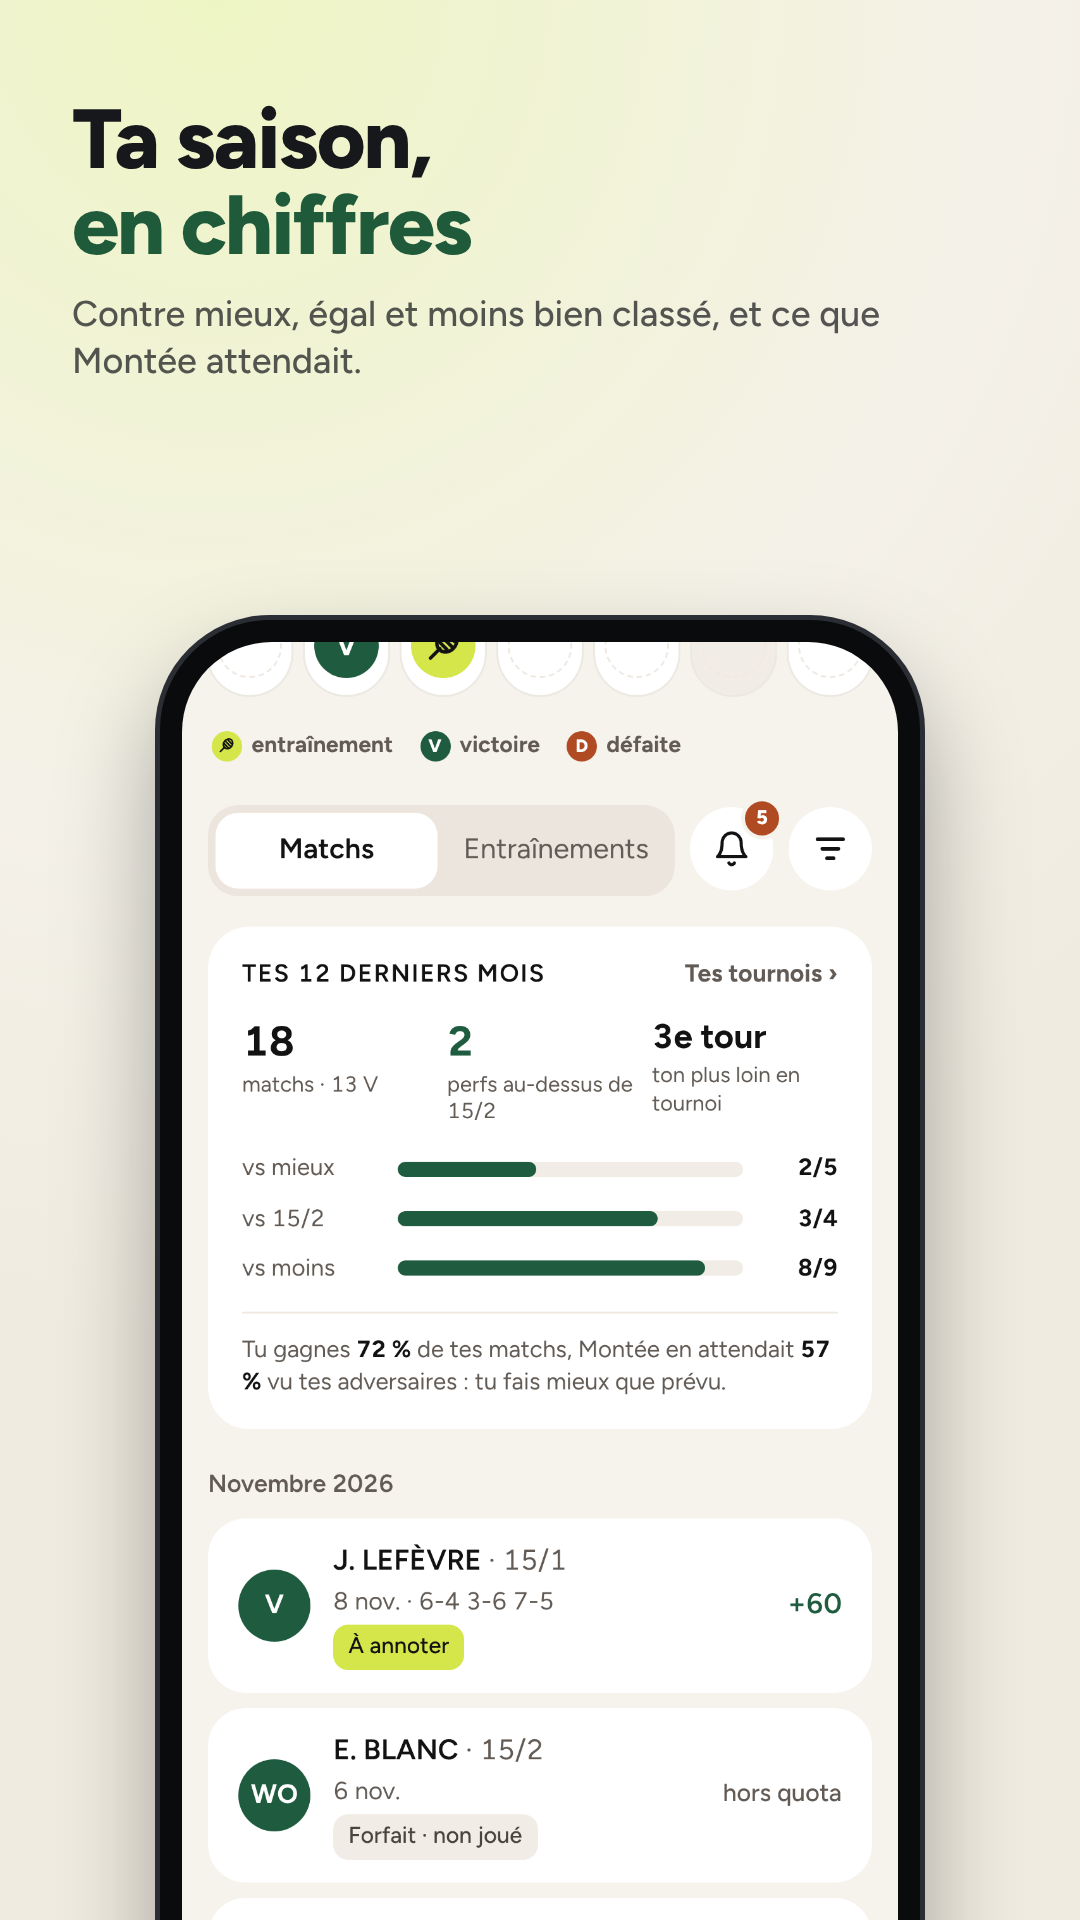 Ta saison,
en chiffres
Contre mieux, égal et moins bien classé, et ce que
Montée attendait.
V
entraînement V victoire D défaite
Matchs Entraînements 5
TES 12 DERNIERS MOIS Tes tournois ›
18 2 3e tour
matchs · 13 V perfs au-dessus de ton plus loin en
15/2 tournoi
vs mieux 2/5
vs 15/2 3/4
vs moins 8/9
Tu gagnes 72 % de tes matchs, Montée en attendait 57
% vu tes adversaires : tu fais mieux que prévu.
Novembre 2026
J. LEFÈVRE · 15/1
V 8 nov. · 6-4 3-6 7-5 +60
À annoter
E. BLANC · 15/2
WO 6 nov. hors quota
Forfait · non joué